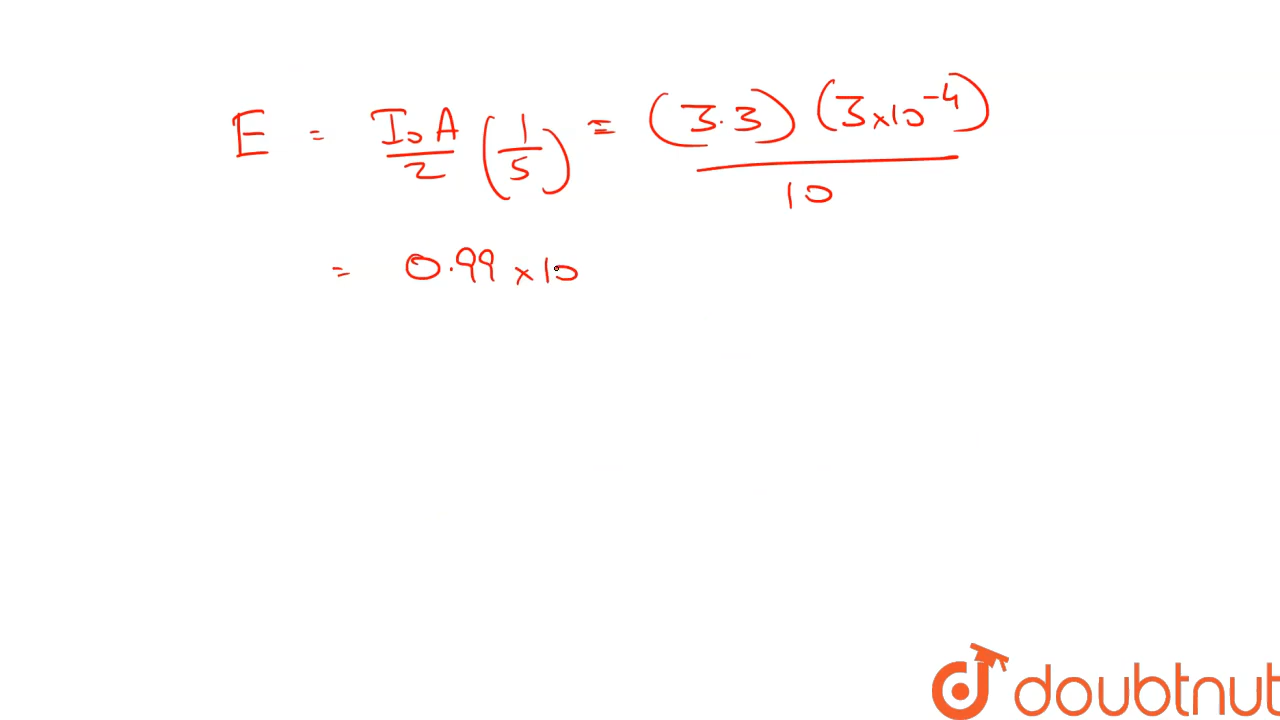 E = I₀A/2 (1/5) = (3.3) (3×10⁻⁴)/10
= 0.99 × 10
doubtnut